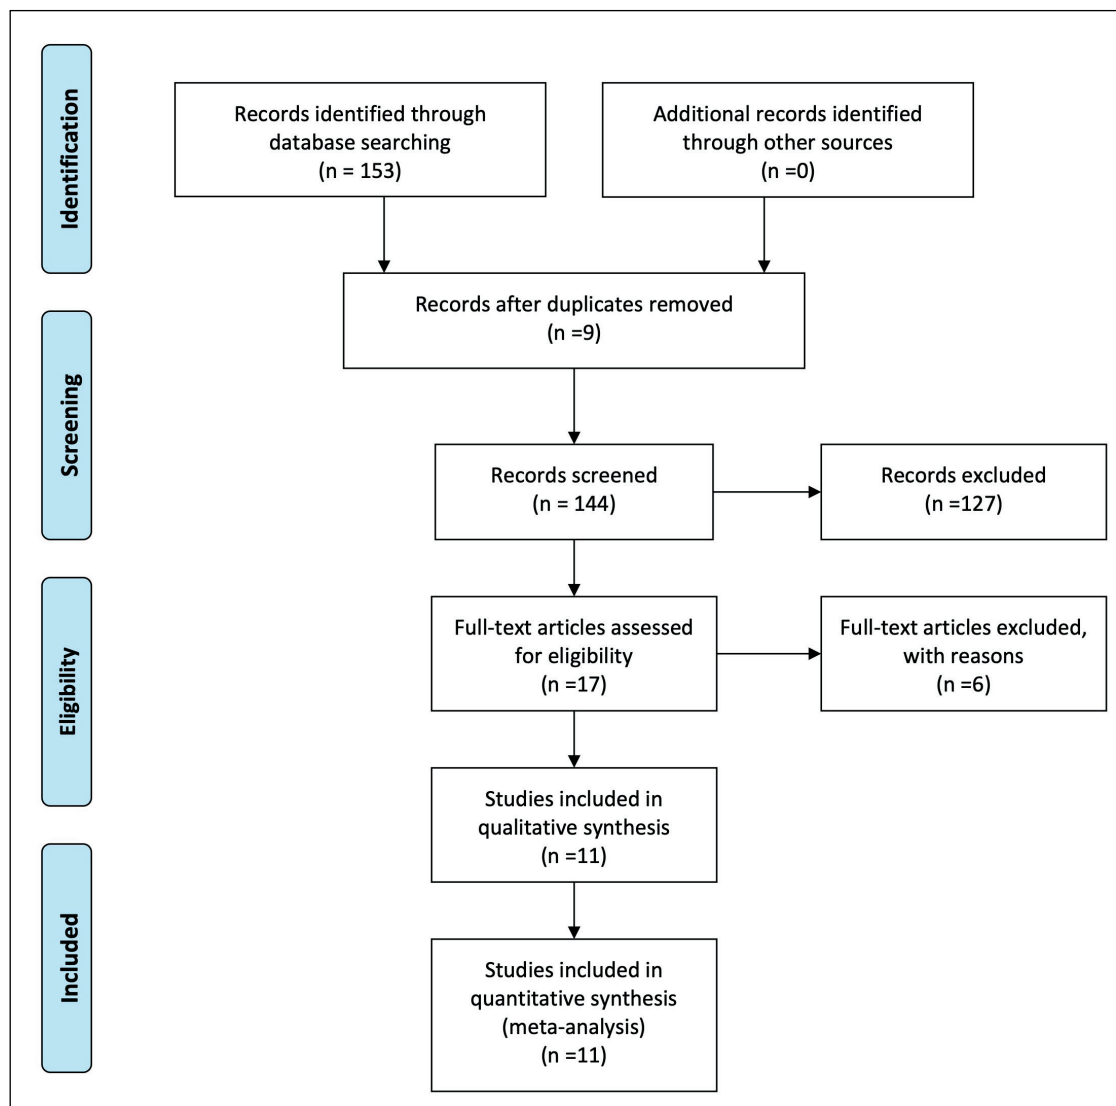 Identification
Records identified through
database searching
(n = 153)
Additional records identified
through other sources
(n =0)
Records after duplicates removed
(n =9)
Screening
Records screened
(n = 144)
Records excluded
(n =127)
Eligibility
Full-text articles assessed
for eligibility
(n =17)
Full-text articles excluded,
with reasons
(n =6)
Studies included in
qualitative synthesis
(n =11)
Included
Studies included in
quantitative synthesis
(meta-analysis)
(n =11)